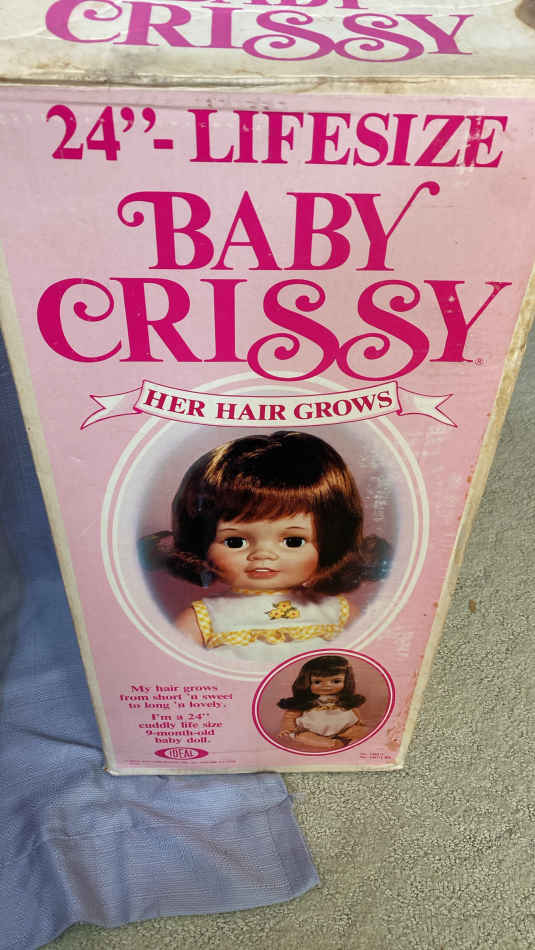 BABY
CRISSY
24”- LIFESIZE
BABY
CRISSY®
HER HAIR GROWS
My hair grows
from short 'n sweet
to long 'n lovely.
I'm a 24"
cuddly life size
9-month-old
baby doll.
IDEAL